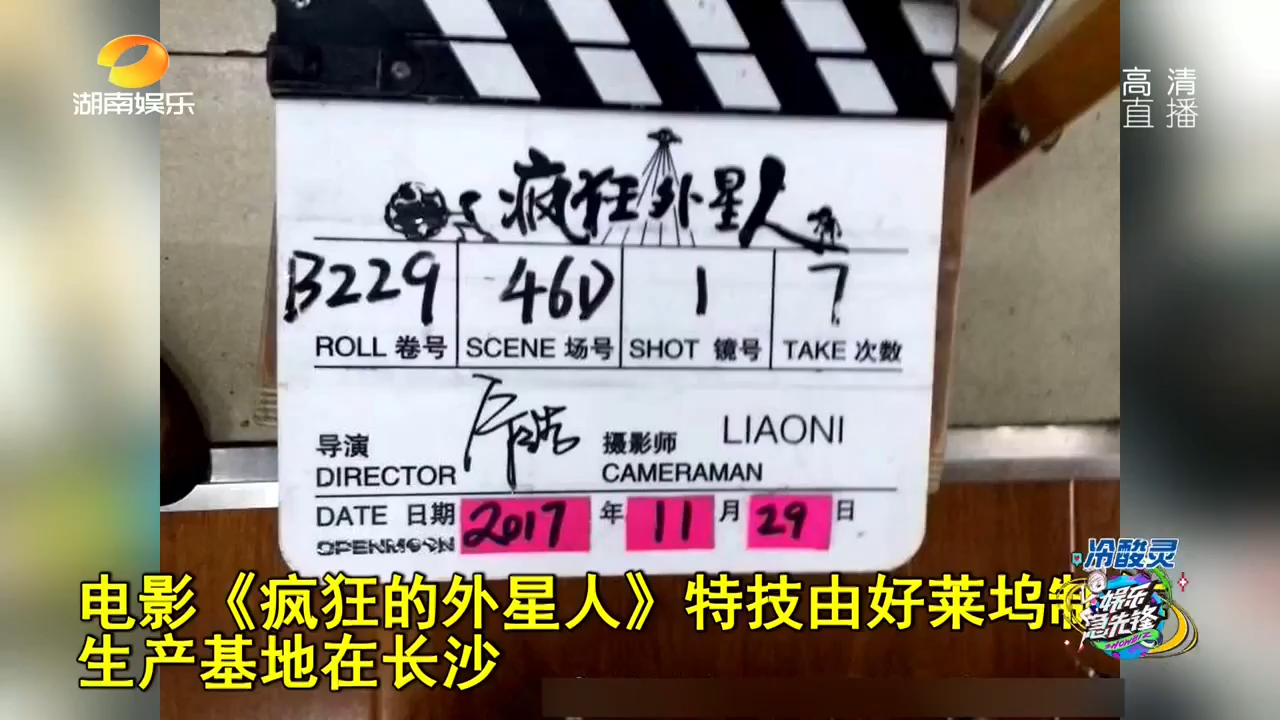 湖南娱乐
高清
直播
疯狂外星人
B229
46D
1
7
ROLL 卷号
SCENE 场号
SHOT 镜号
TAKE 次数
导演
DIRECTOR
摄影师
CAMERAMAN
LIAONI
DATE 日期 2017 年 11 月 29 日
冷酸灵
娱乐
急先锋
电影《疯狂的外星人》特技由好莱坞
生产基地在长沙